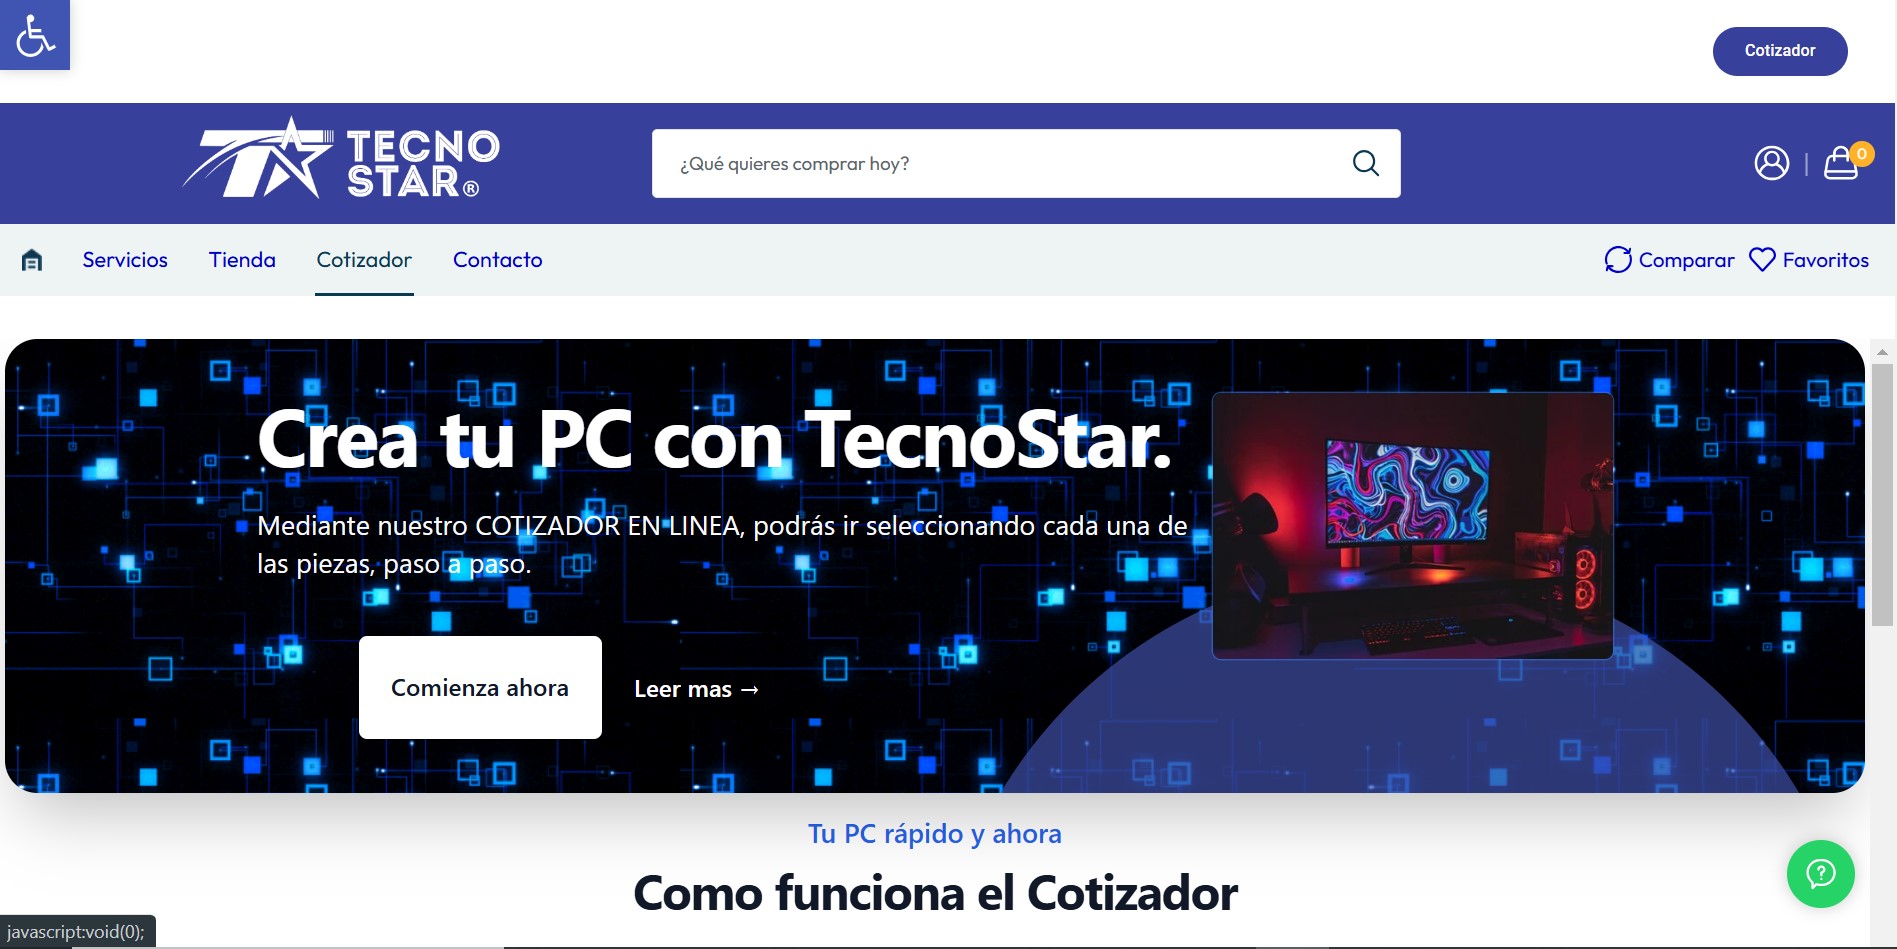 Cotizador
TECNO
STAR®
¿Qué quieres comprar hoy?
0
Servicios
Tienda
Cotizador
Contacto
Comparar
Favoritos
Crea tu PC con TecnoStar.
Mediante nuestro COTIZADOR EN LINEA, podrás ir seleccionando cada una de
las piezas, paso a paso.
Comienza ahora
Leer mas →
Tu PC rápido y ahora
Como funciona el Cotizador
javascript:void(0);